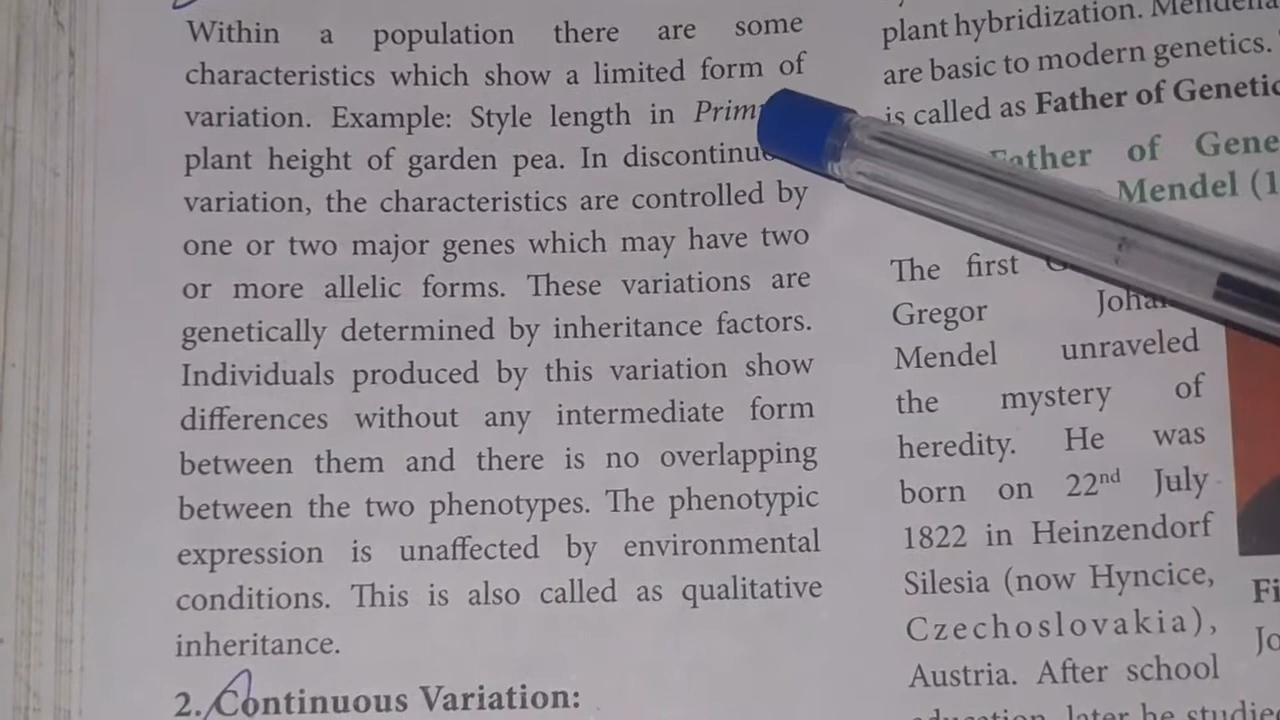 Within a population there are some
characteristics which show a limited form of
variation. Example: Style length in
plant height of garden pea. In
variation, the characteristics are controlled by
one or two major genes which may have two
or more allelic forms. These variations are
genetically determined by inheritance factors.
Individuals produced by this variation show
differences without any intermediate form
between them and there is no overlapping
between the two phenotypes. The phenotypic
expression is unaffected by environmental
conditions. This is also called as qualitative
inheritance.
2. Continuous Variation:
plant hybridization.
are basic to modern genetics.
is called as Father of
of
Mendel (1
The first
Gregor
Mendel unraveled
the mystery of
heredity. He was
born on 22nd July
1822 in Heinzendorf
Silesia (now Hyncice,
Czechoslovakia),
Austria. After school
later he